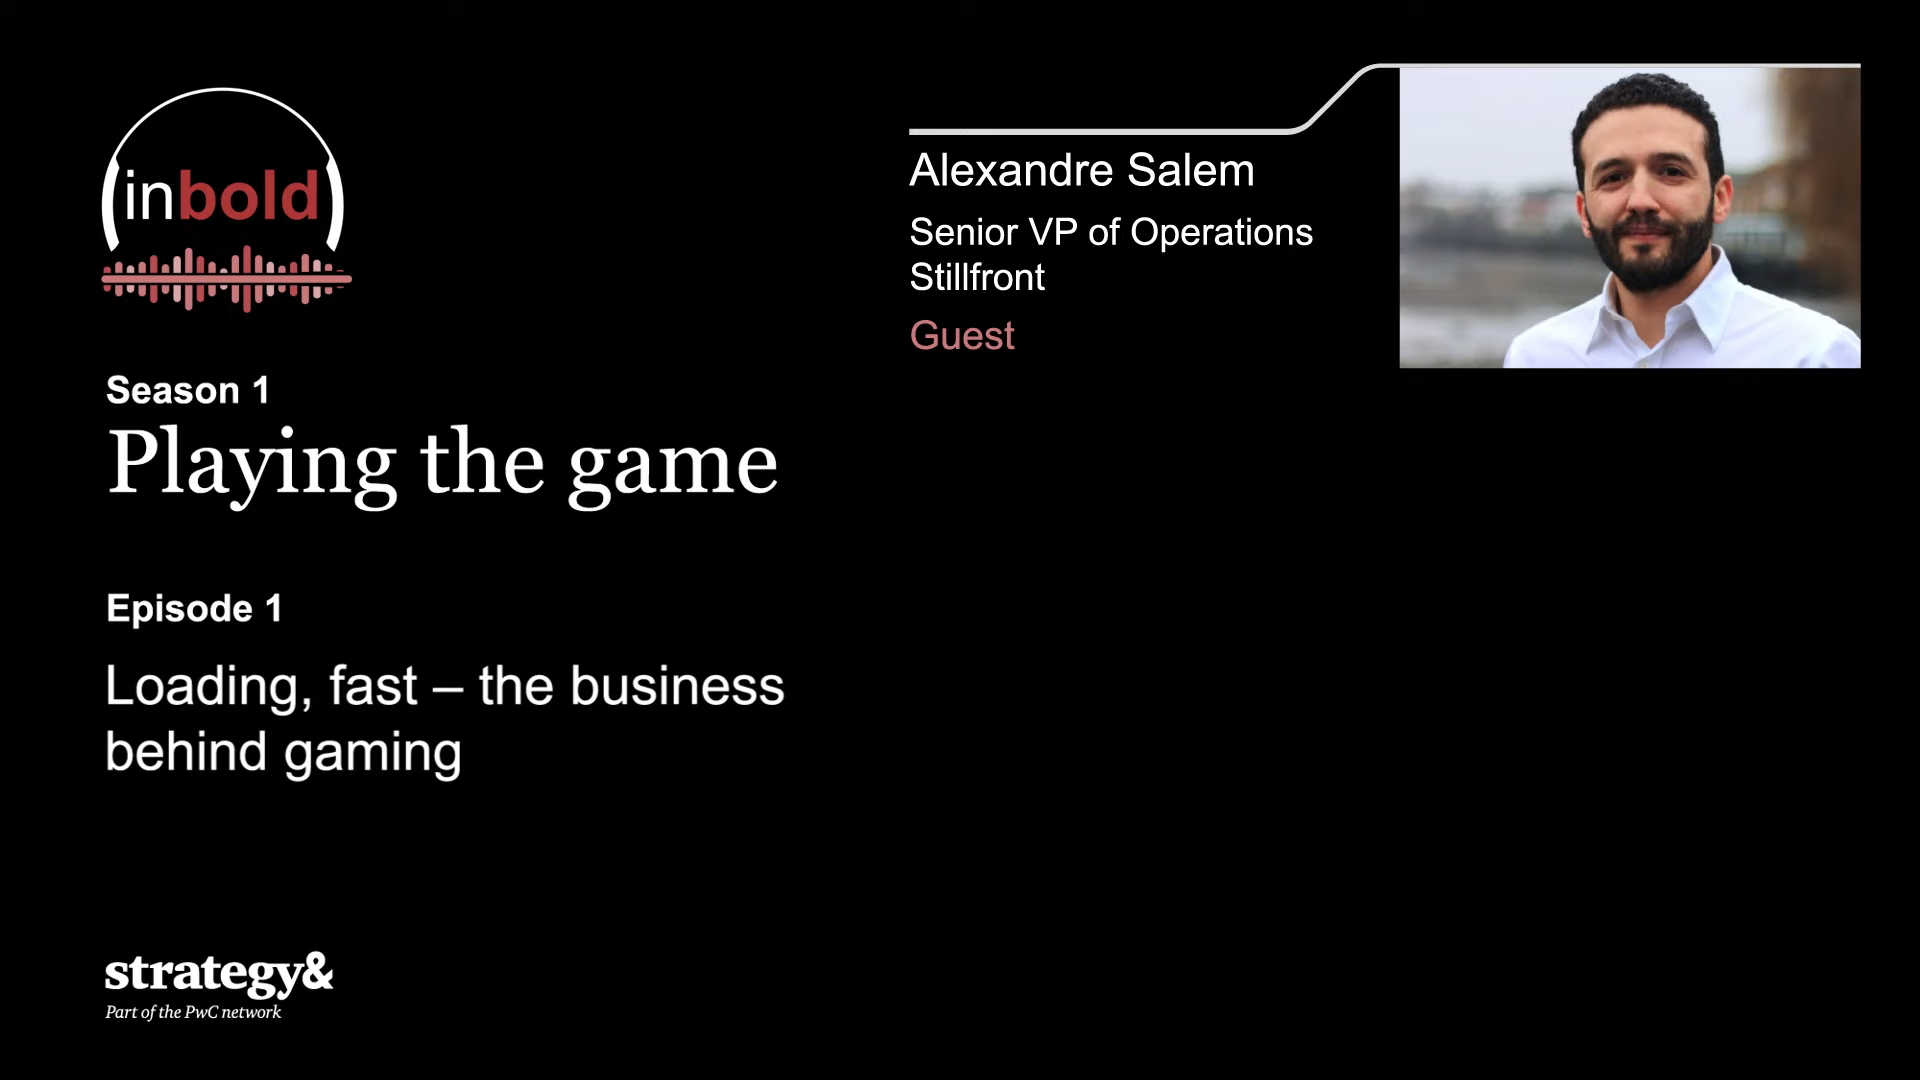 inbold
Season 1
Playing the game
Episode 1
Loading, fast – the business
behind gaming
strategy&
Part of the PwC network
Alexandre Salem
Senior VP of Operations
Stillfront
Guest